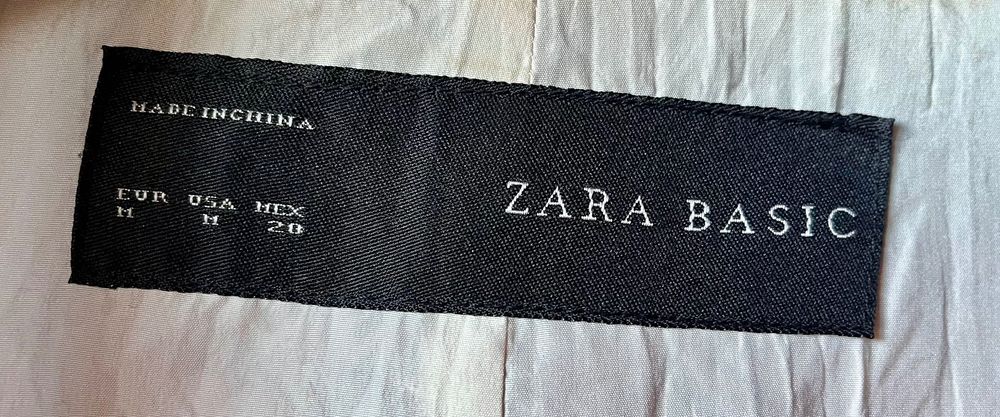 MADE IN CHINA
EUR USA MEX
M M 28
ZARA BASIC